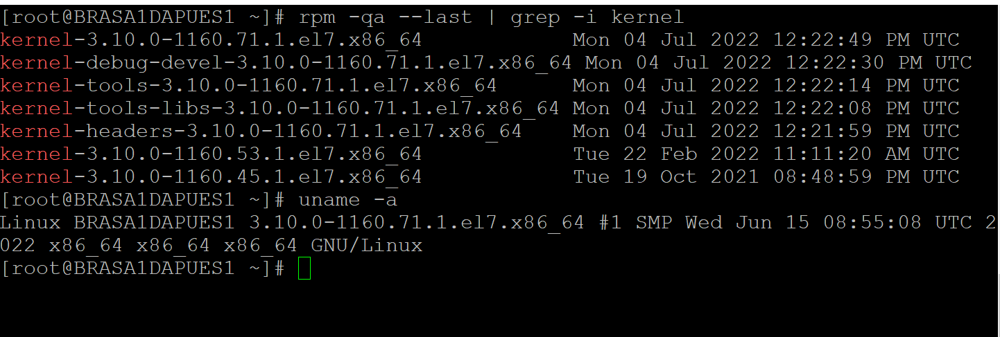 [root@BRASA1DAPUES1 ~]# rpm -qa --last | grep -i kernel
kernel-3.10.0-1160.71.1.el7.x86_64            Mon 04 Jul 2022 12:22:49 PM UTC
kernel-debug-devel-3.10.0-1160.71.1.el7.x86_64 Mon 04 Jul 2022 12:22:30 PM UTC
kernel-tools-3.10.0-1160.71.1.el7.x86_64      Mon 04 Jul 2022 12:22:14 PM UTC
kernel-tools-libs-3.10.0-1160.71.1.el7.x86_64 Mon 04 Jul 2022 12:22:08 PM UTC
kernel-headers-3.10.0-1160.71.1.el7.x86_64    Mon 04 Jul 2022 12:21:59 PM UTC
kernel-3.10.0-1160.53.1.el7.x86_64            Tue 22 Feb 2022 11:11:20 AM UTC
kernel-3.10.0-1160.45.1.el7.x86_64            Tue 19 Oct 2021 08:48:59 PM UTC
[root@BRASA1DAPUES1 ~]# uname -a
Linux BRASA1DAPUES1 3.10.0-1160.71.1.el7.x86_64 #1 SMP Wed Jun 15 08:55:08 UTC 2
022 x86_64 x86_64 x86_64 GNU/Linux
[root@BRASA1DAPUES1 ~]#